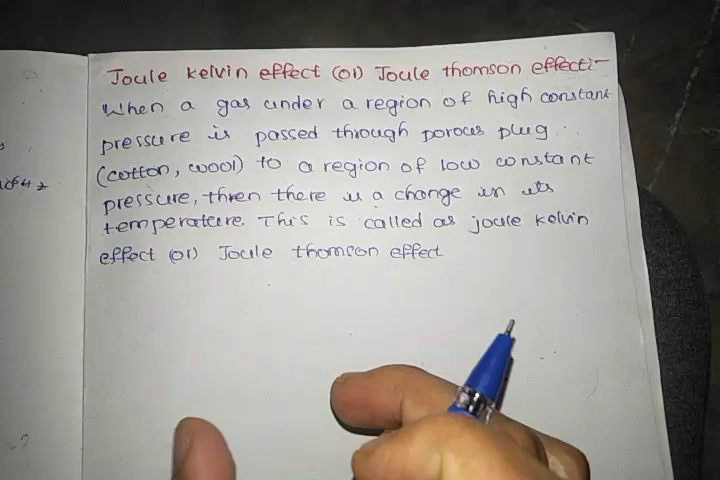 Joule kelvin effect (or) Joule thomson effect:-
When a gas under a region of high constant
pressure is passed through porous plug
(cotton, wool) to a region of low constant
pressure, then there is a change in its
temperature. This is called as joule kelvin
effect (or) Joule thomson effect